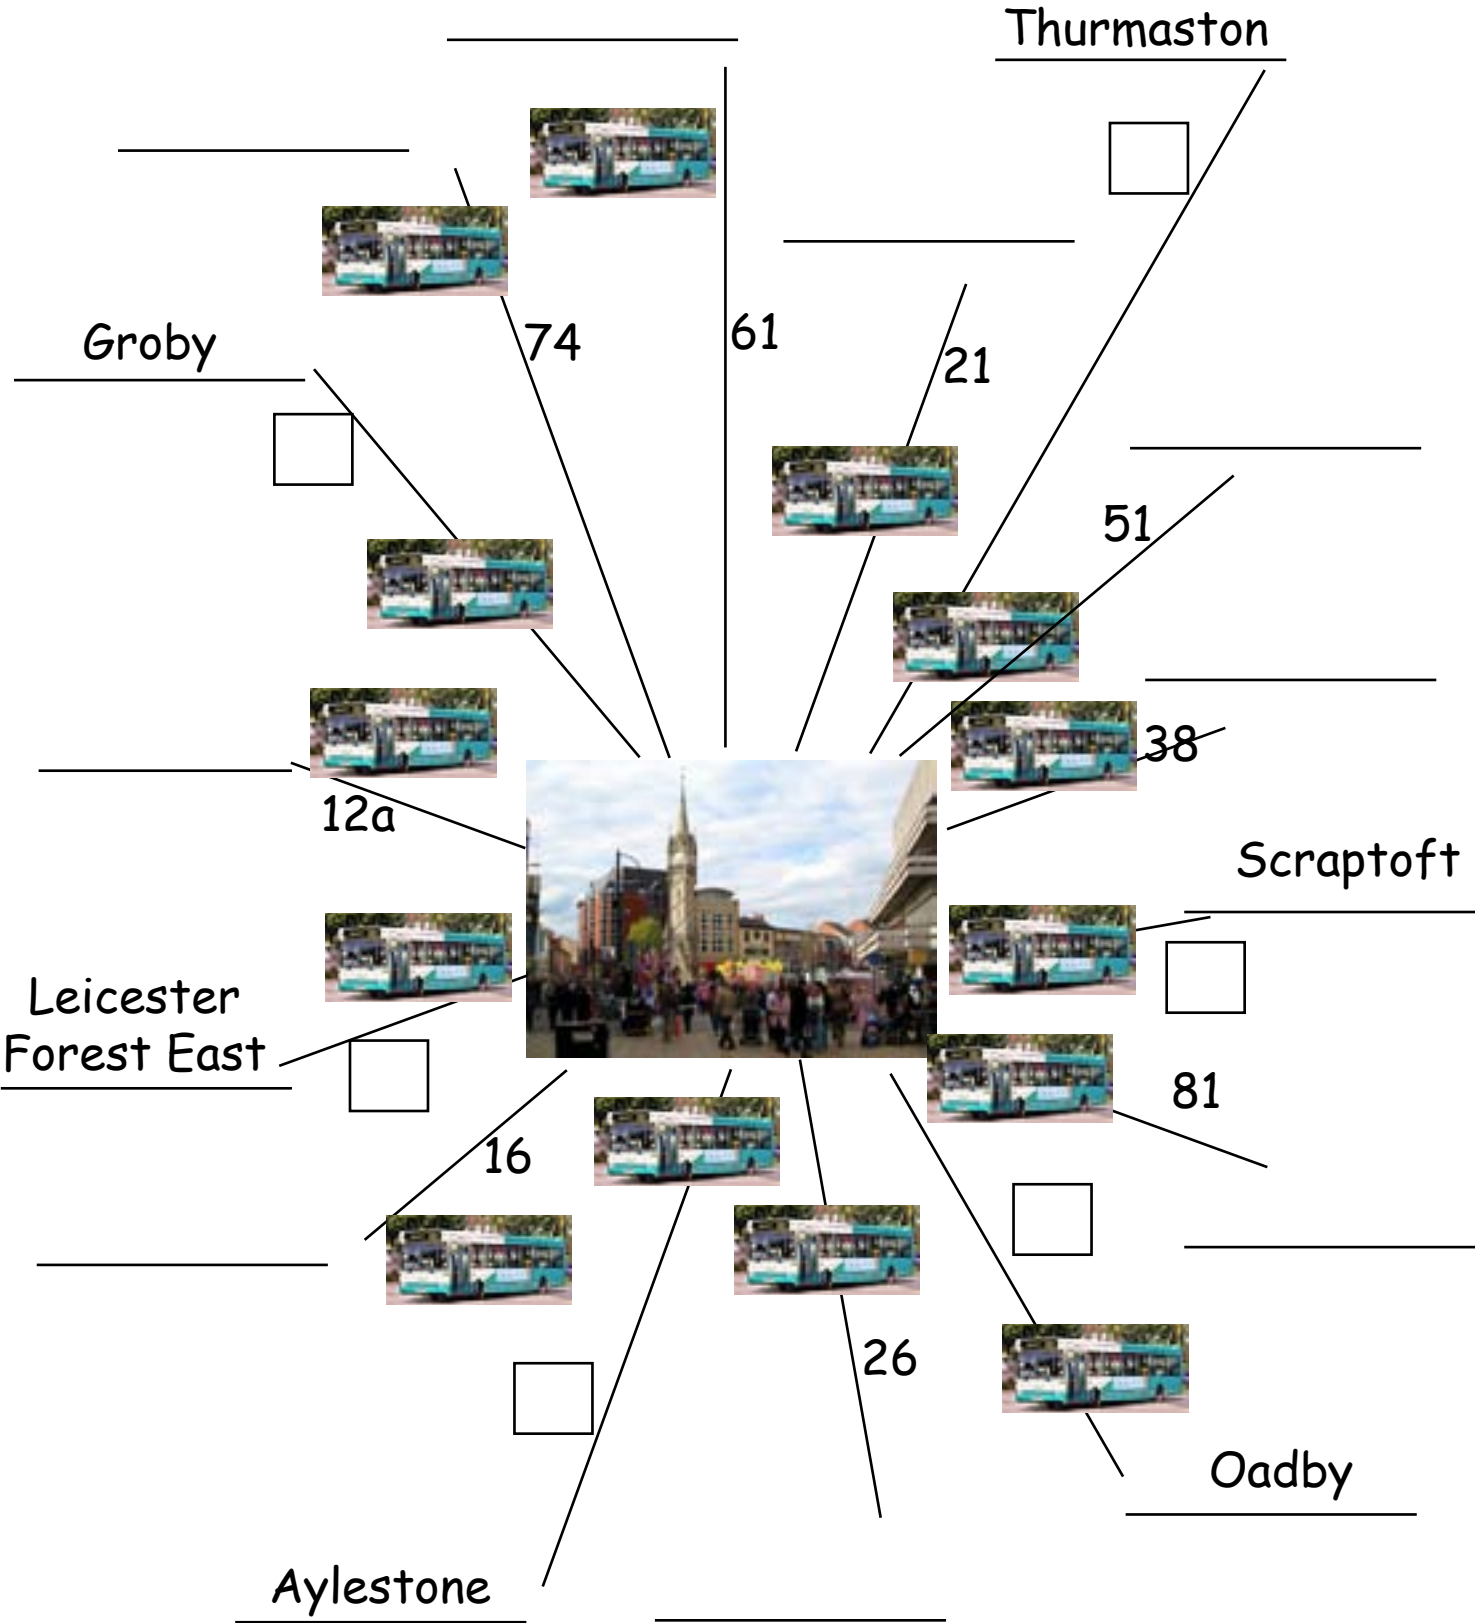 Thurmaston
Groby
74
61
21
51
38
12a
Scraptoft
Leicester
Forest East
81
16
26
Oadby
Aylestone